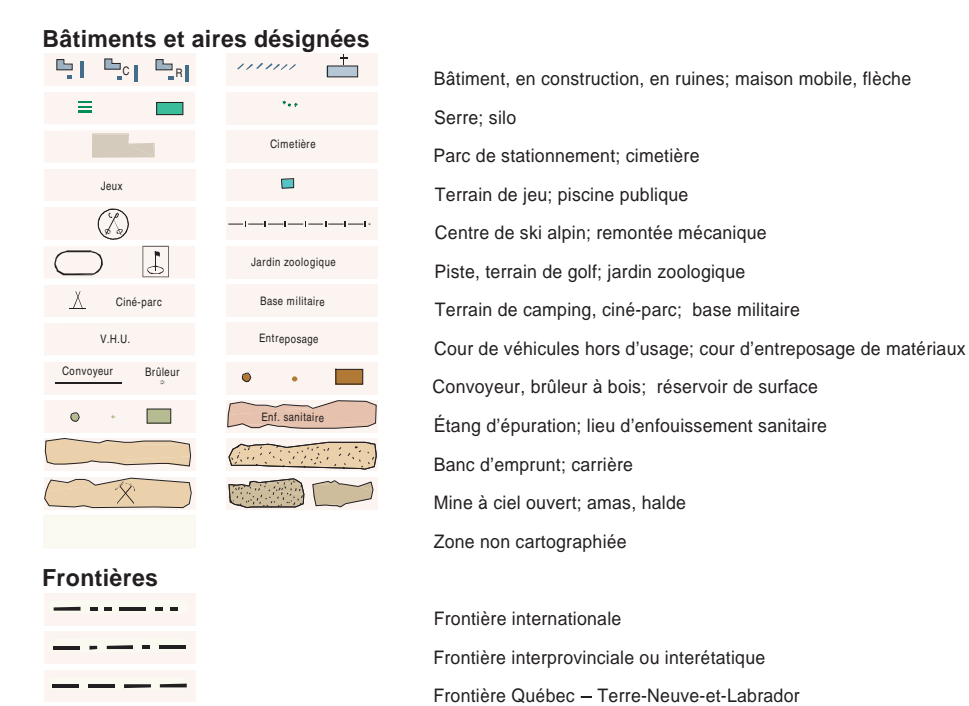 Bâtiments et aires désignées
C R Bâtiment, en construction, en ruines; maison mobile, flèche
Serre; silo
Cimetière Parc de stationnement; cimetière
Jeux Terrain de jeu; piscine publique
Centre de ski alpin; remontée mécanique
Jardin zoologique Piste, terrain de golf; jardin zoologique
Ciné-parc Base militaire Terrain de camping, ciné-parc; base militaire
V.H.U. Entreposage Cour de véhicules hors d'usage; cour d'entreposage de matériaux
Convoyeur Brûleur Convoyeur, brûleur à bois; réservoir de surface
Enf. sanitaire Étang d'épuration; lieu d'enfouissement sanitaire
Banc d'emprunt; carrière
Mine à ciel ouvert; amas, halde
Zone non cartographiée
Frontières
Frontière internationale
Frontière interprovinciale ou interétatique
Frontière Québec – Terre-Neuve-et-Labrador